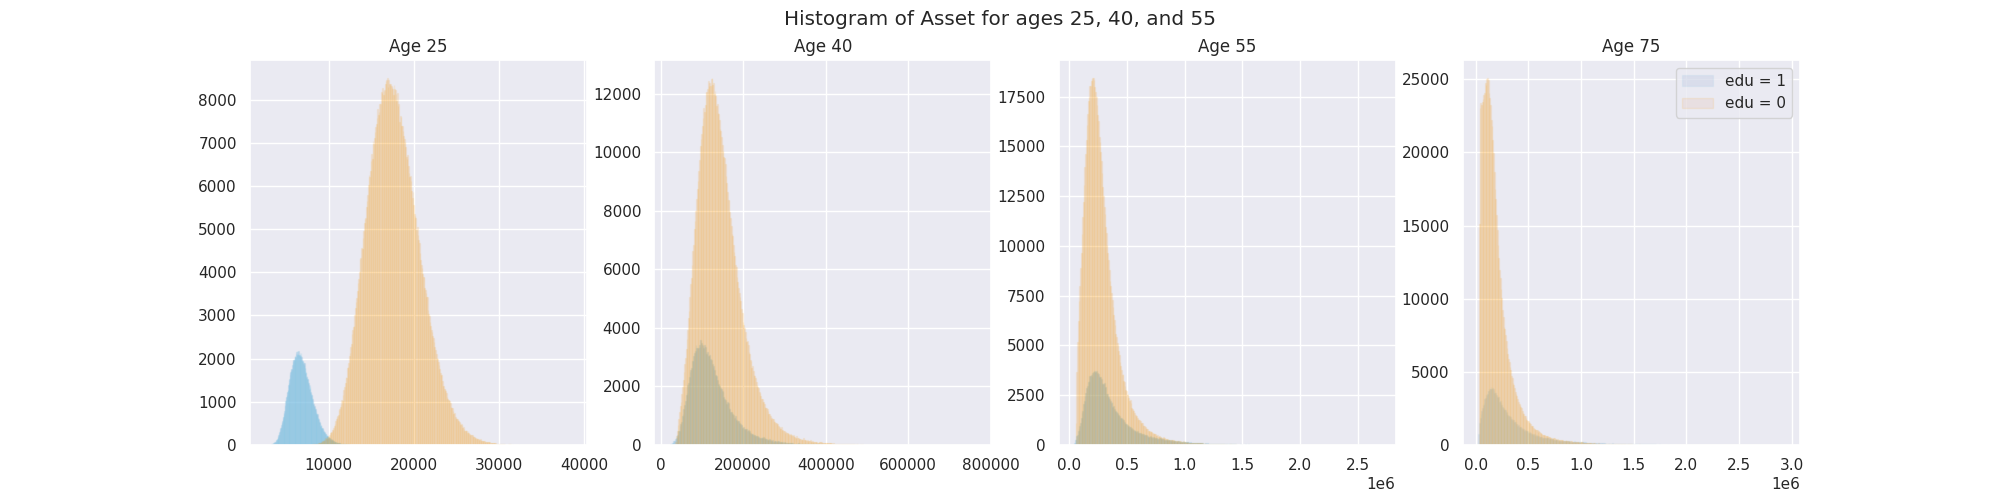 Histogram of Asset for ages 25, 40, and 55
Age 25
8000
7000
6000
5000
4000
3000
2000
1000
0
10000 20000 30000 40000
Age 40
12000
10000
8000
6000
4000
2000
0
0 200000 400000 600000 800000
Age 55
17500
15000
12500
10000
7500
5000
2500
0
0.0 0.5 1.0 1.5 2.0 2.5
1e6
Age 75
25000
20000
15000
10000
5000
0
0.0 0.5 1.0 1.5 2.0 2.5 3.0
1e6
edu = 1
edu = 0